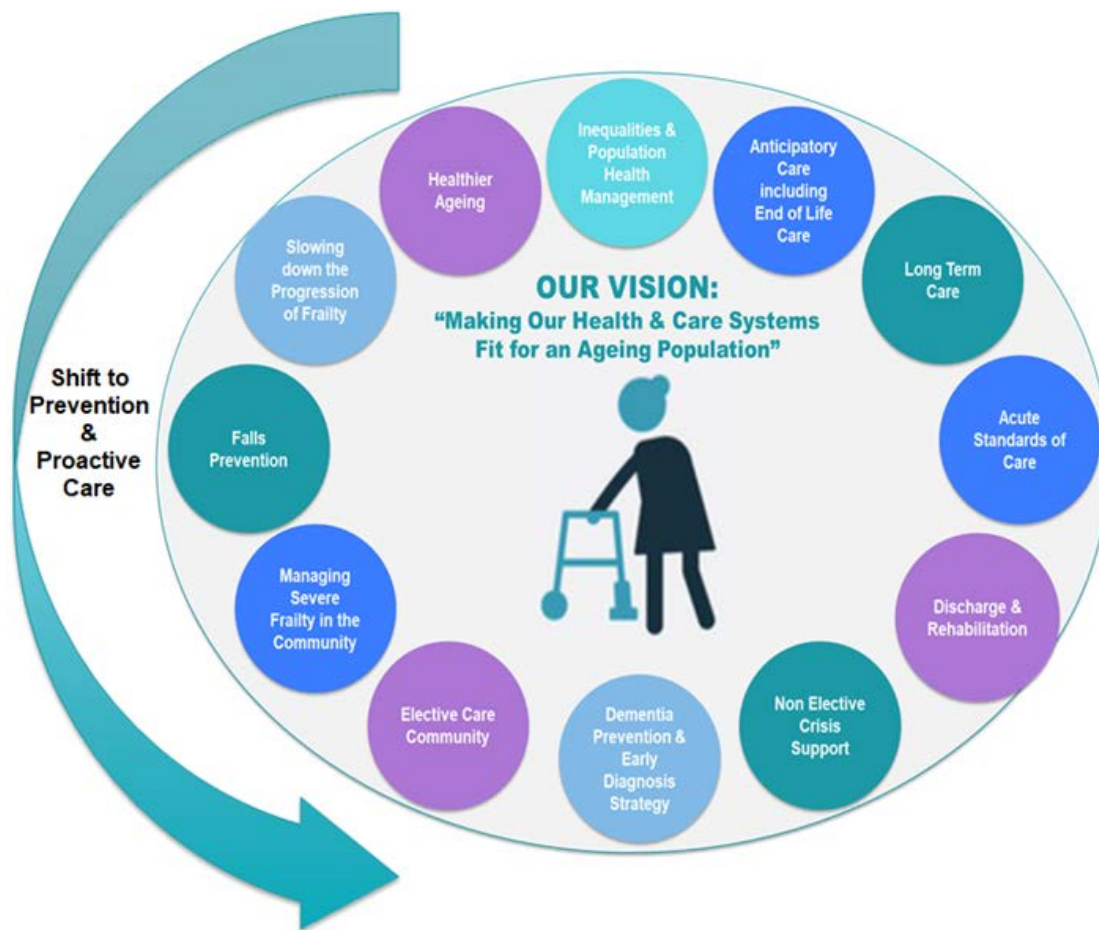 Inequalities &
Population
Health
Management
Anticipatory
Care
including
End of Life
Care
Long Term
Care
Acute
Standards of
Care
Discharge &
Rehabilitation
Non Elective
Crisis
Support
Dementia
Prevention &
Early
Diagnosis
Strategy
Elective Care
Community
Managing
Severe
Frailty in the
Community
Falls
Prevention
Slowing
down the
Progression
of Frailty
Healthier
Ageing
OUR VISION:
“Making Our Health & Care Systems
Fit for an Ageing Population”
Shift to
Prevention
&
Proactive
Care